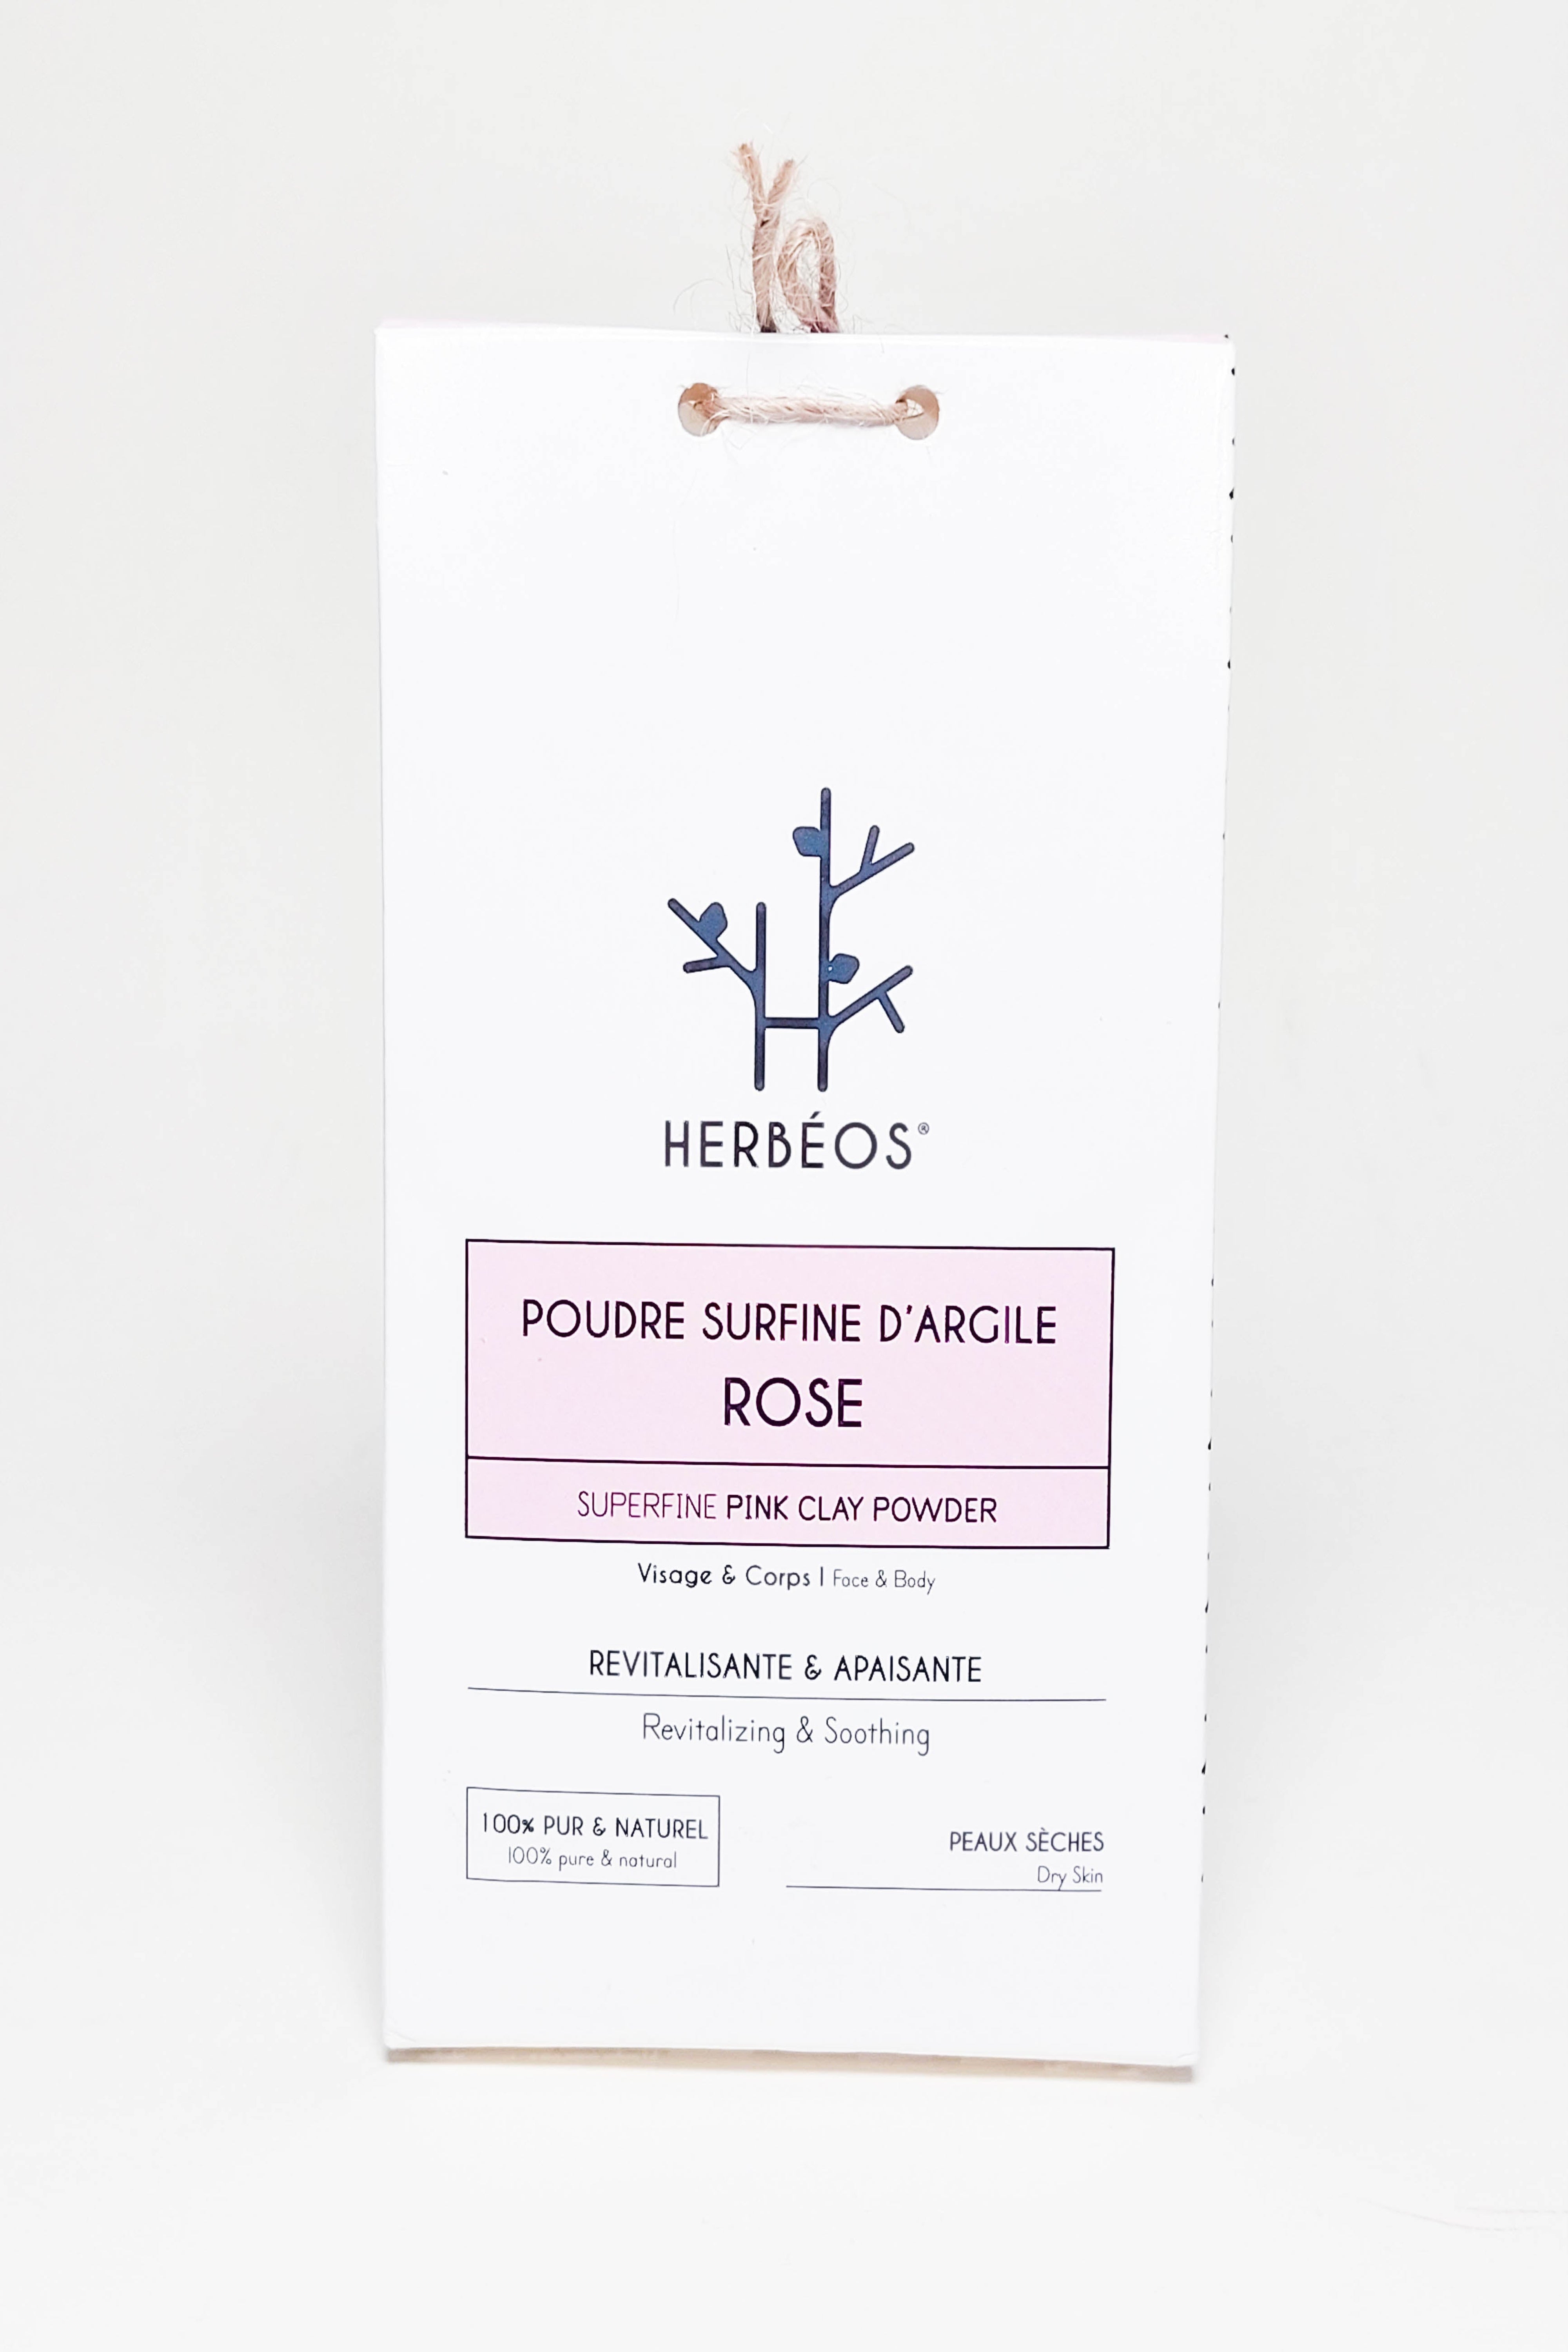 HERBÉOS®
POUDRE SURFINE D'ARGILE
ROSE
SUPERFINE PINK CLAY POWDER
Visage & Corps | Face & Body
REVITALISANTE & APAISANTE
Revitalizing & Soothing
100% PUR & NATUREL
100% pure & natural
PEAUX SÈCHES
Dry Skin